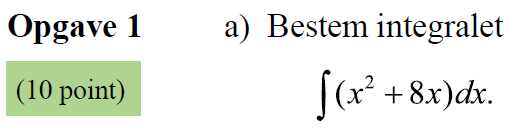 Opgave 1 a) Bestem integralet
(10 point) ∫(x² + 8x)dx.